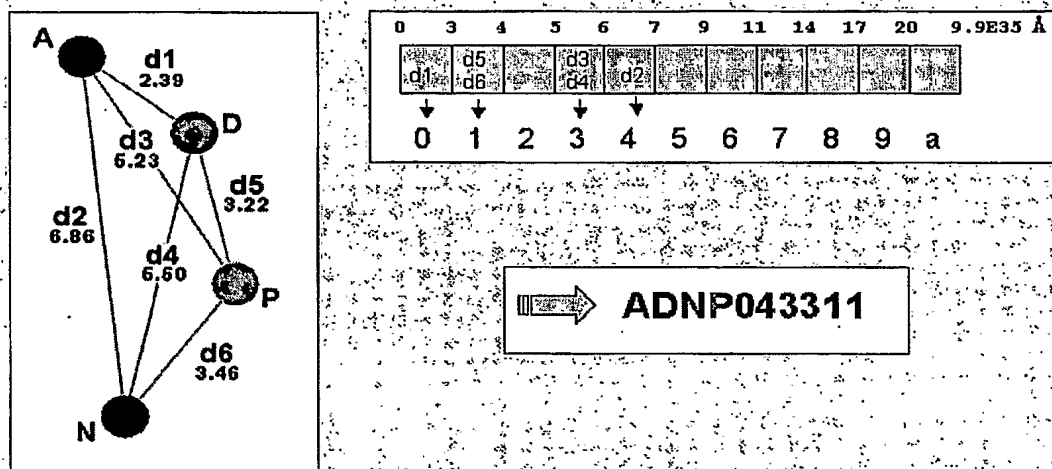 A
d1
2.39
D
d3
5.23
d5
3.22
d2
6.86
d4
5.50
P
d6
3.46
N
0 3 4 5 6 7 9 11 14 17 20 9.9E35 Å
d1 d5 d6 d3 d4 d2
0 1 2 3 4 5 6 7 8 9 a
ADNP043311